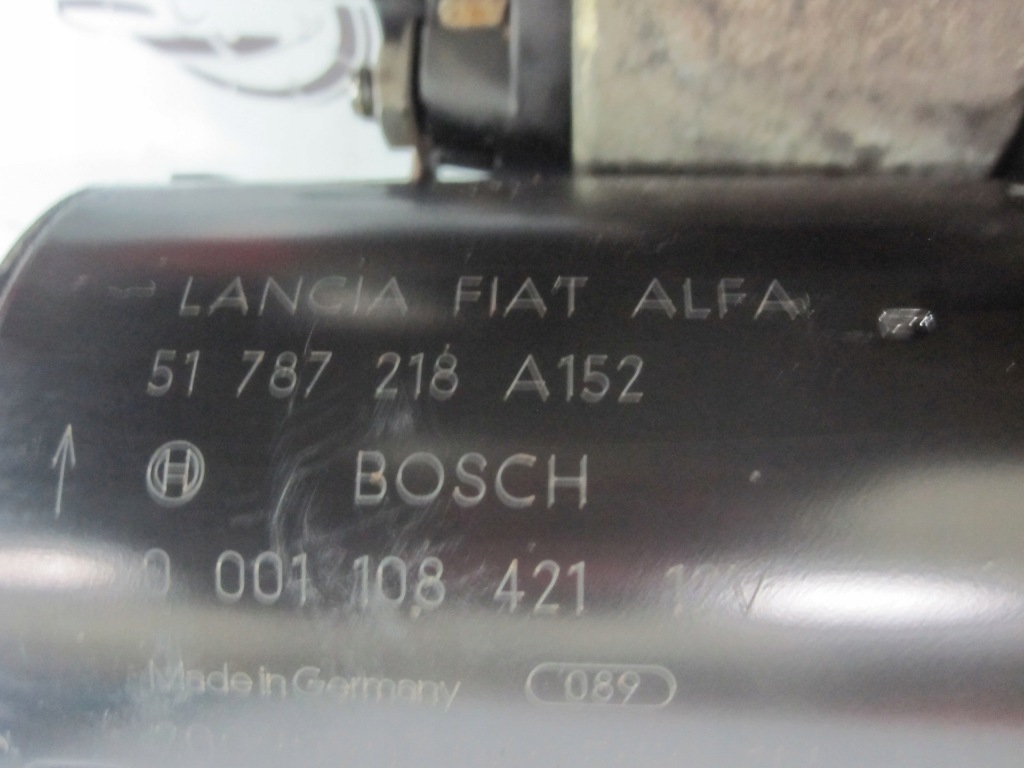 LANCIA FIAT ALFA
51 787 218 A152
BOSCH
0 001 108 421
Made in Germany 089